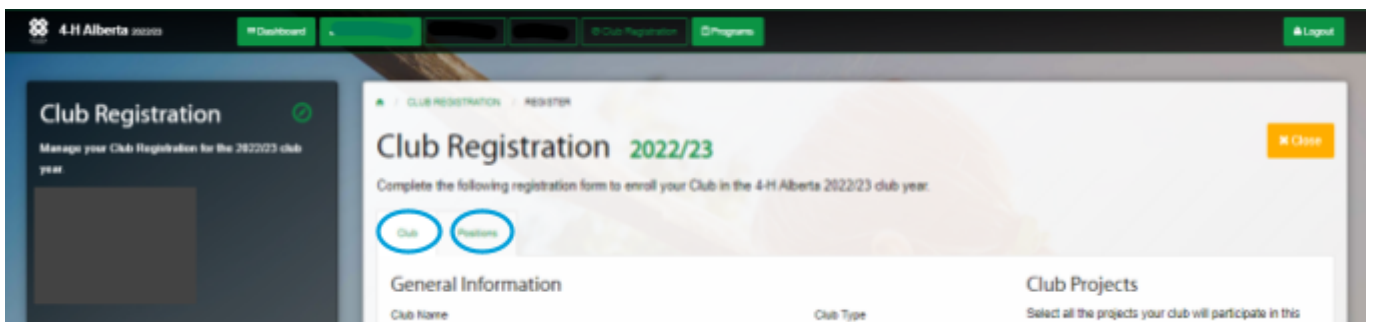 4-H Alberta 2022/23 Dashboard Club Registration Programs Logout
Club Registration
Manage your Club Registration for the 2022/23 club
year.
CLUB REGISTRATION / REGISTER
Club Registration 2022/23
Close
Complete the following registration form to enroll your Club in the 4-H Alberta 2022/23 club year.
Club Positions
General Information
Club Name
Club Type
Club Projects
Select all the projects your club will participate in this